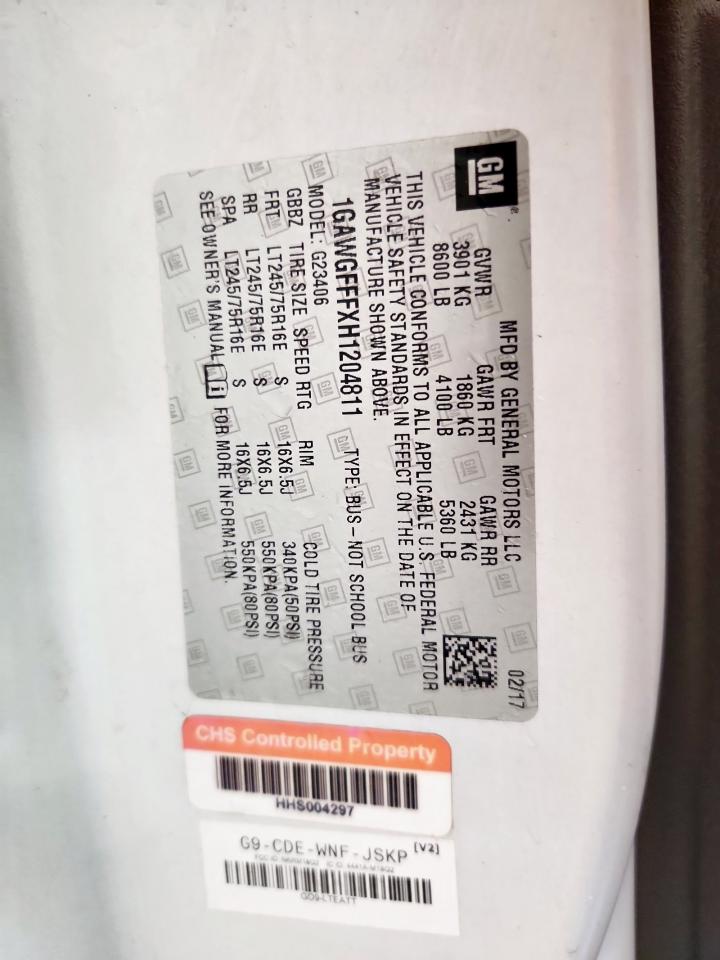 GM
MFD BY GENERAL MOTORS LLC 02/17
GVWR GAWR FRT GAWR RR
3901 KG 1860 KG 2431 KG
8600 LB 4100 LB 5360 LB
THIS VEHICLE CONFORMS TO ALL APPLICABLE U.S. FEDERAL MOTOR
VEHICLE SAFETY STANDARDS IN EFFECT ON THE DATE OF
MANUFACTURE SHOWN ABOVE.
1GAWGFFFXH1204811 TYPE: BUS – NOT SCHOOL BUS
MODEL: G23406
GBBZ TIRE SIZE SPEED RTG RIM COLD TIRE PRESSURE
FRT LT245/75R16E S 16X6.5J 340KPA(50PSI)
RR LT245/75R16E S 16X6.5J 550KPA(80PSI)
SPA LT245/75R16E S 16X6.5J 550KPA(80PSI)
SEE OWNER'S MANUAL FOR MORE INFORMATION.
CHS Controlled Property
HHS004297
G9-CDE-WNF-JSKP [V2]
GO9-LTEATT